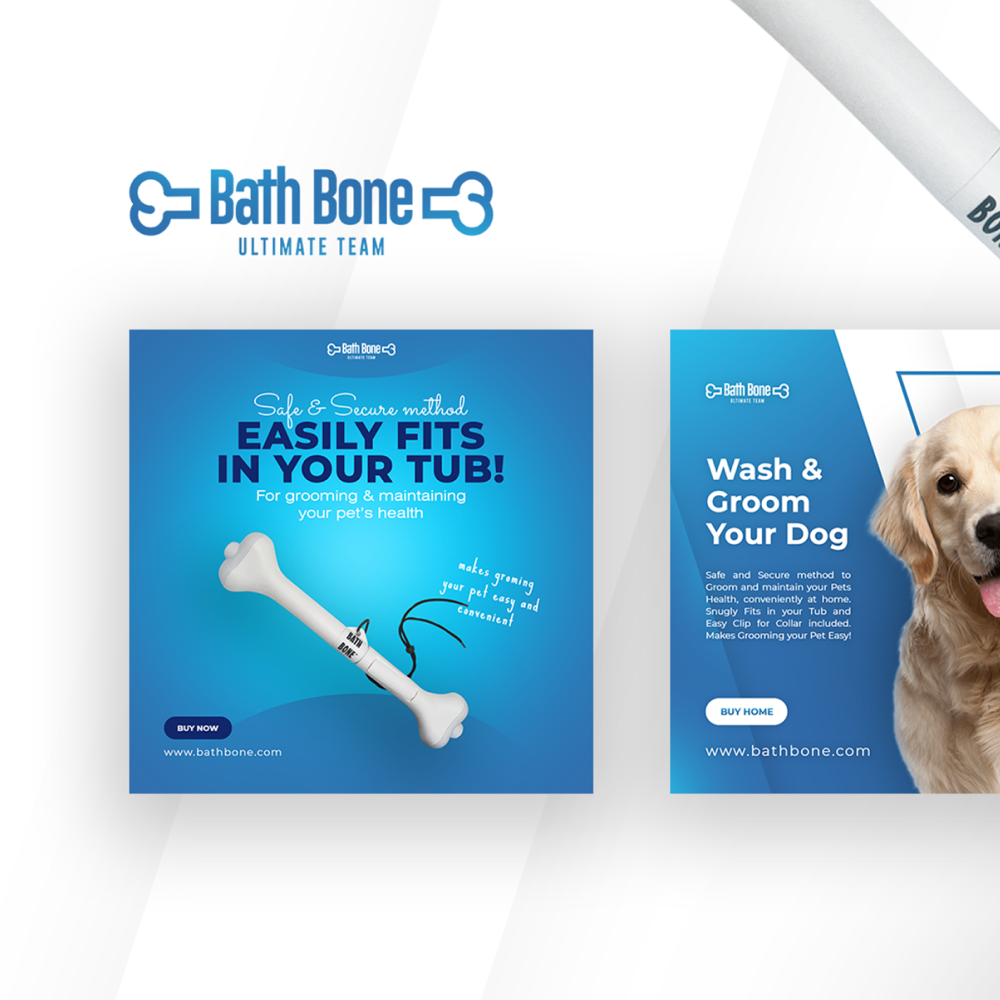 Bath Bone
ULTIMATE TEAM
Bath Bone
ULTIMATE TEAM
Safe & Secure method
EASILY FITS
IN YOUR TUB!
For grooming & maintaining
your pet's health
makes groming
your pet easy and
convenient
BATH
BONE
BUY NOW
www.bathbone.com
Bath Bone
ULTIMATE TEAM
Wash &
Groom
Your Dog
Safe and Secure method to
Groom and maintain your Pets
Health, conveniently at home.
Snugly Fits in your Tub and
Easy Clip for Collar included.
Makes Grooming your Pet Easy!
BUY HOME
www.bathbone.com